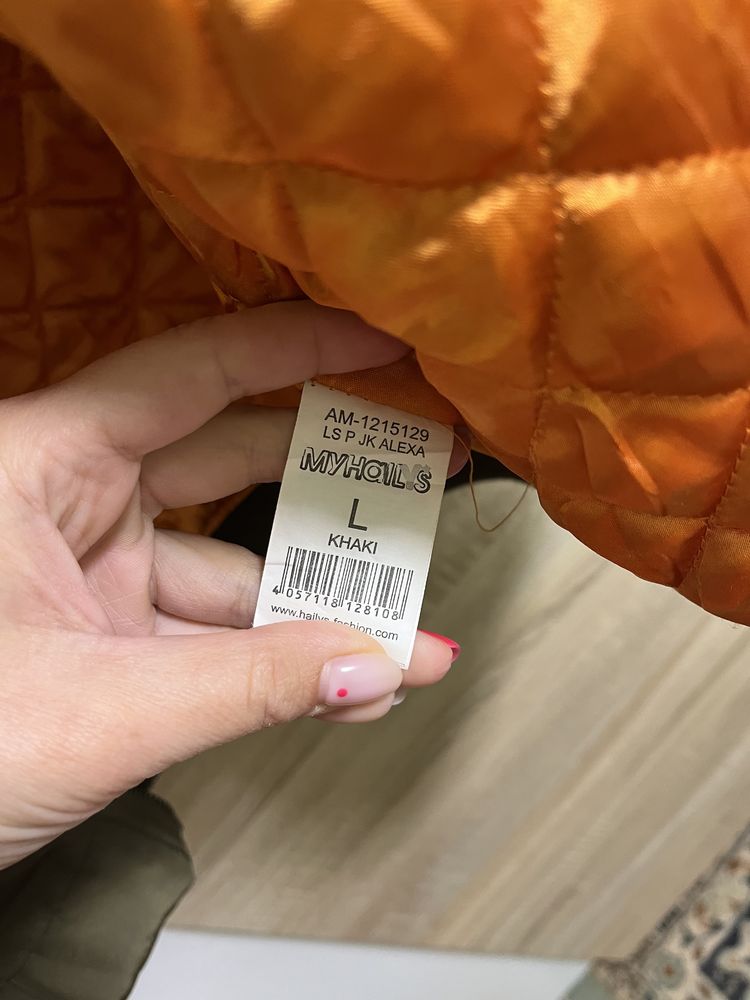 AM-1215129
LS P JK ALEXA
MYHAILYS
L
KHAKI
4 057118 128108
www.hailys-fashion.com